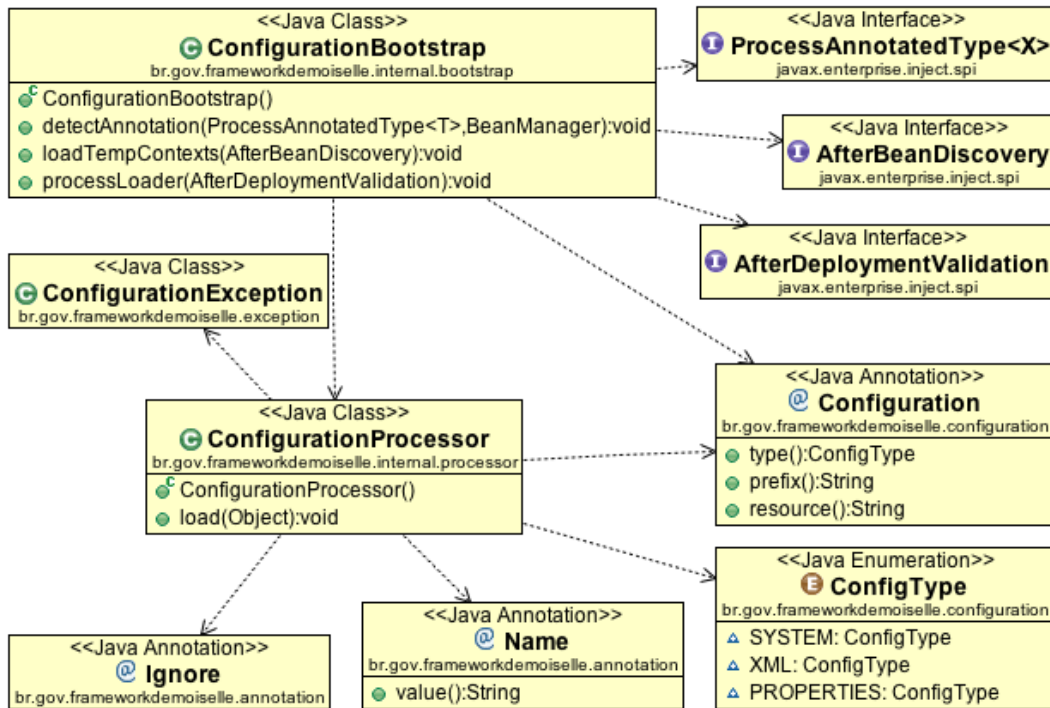 <<Java Class>>
ConfigurationBootstrap
br.gov.frameworkdemoiselle.internal.bootstrap
ConfigurationBootstrap()
detectAnnotation(ProcessAnnotatedType<T>,BeanManager):void
loadTempContexts(AfterBeanDiscovery):void
processLoader(AfterDeploymentValidation):void
<<Java Interface>>
ProcessAnnotatedType<X>
javax.enterprise.inject.spi
<<Java Interface>>
AfterBeanDiscovery
javax.enterprise.inject.spi
<<Java Interface>>
AfterDeploymentValidation
javax.enterprise.inject.spi
<<Java Class>>
ConfigurationException
br.gov.frameworkdemoiselle.exception
<<Java Class>>
ConfigurationProcessor
br.gov.frameworkdemoiselle.internal.processor
ConfigurationProcessor()
load(Object):void
<<Java Annotation>>
Configuration
br.gov.frameworkdemoiselle.configuration
type():ConfigType
prefix():String
resource():String
<<Java Enumeration>>
ConfigType
br.gov.frameworkdemoiselle.configuration
SYSTEM: ConfigType
XML: ConfigType
PROPERTIES: ConfigType
<<Java Annotation>>
Name
br.gov.frameworkdemoiselle.annotation
value():String
<<Java Annotation>>
Ignore
br.gov.frameworkdemoiselle.annotation